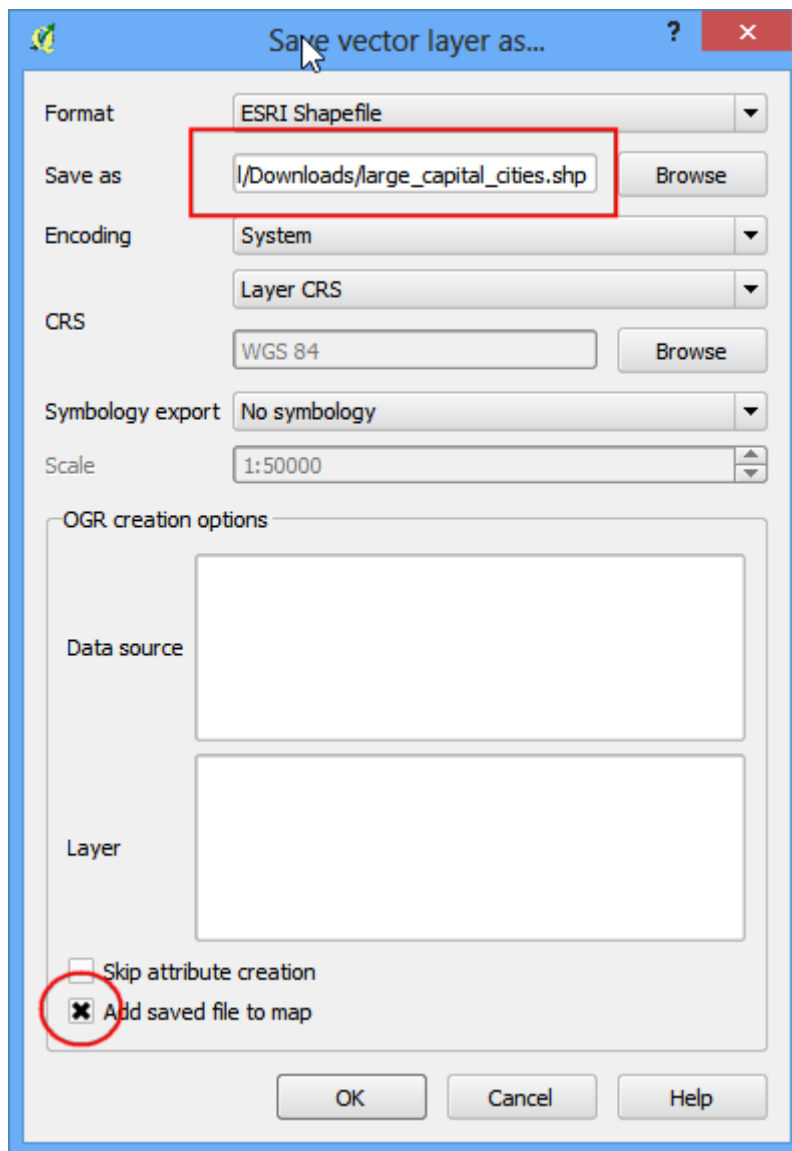 Save vector layer as... ?
Format ESRI Shapefile
Save as l/Downloads/large_capital_cities.shp Browse
Encoding System
Layer CRS
CRS
WGS 84 Browse
Symbology export No symbology
Scale 1:50000
OGR creation options
Data source
Layer
Skip attribute creation
Add saved file to map
OK Cancel Help